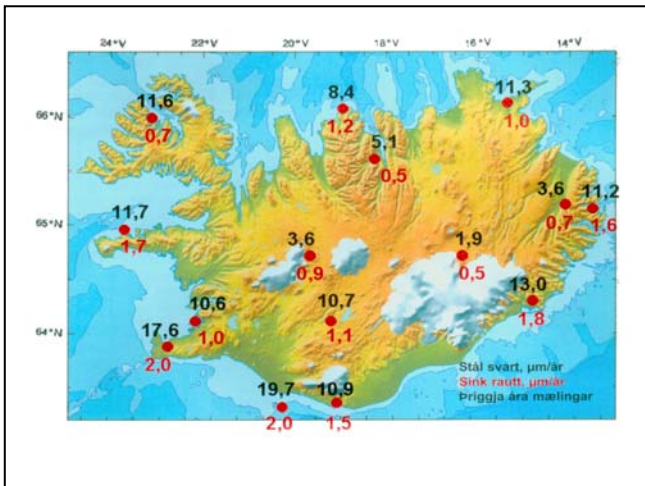 24°V 22°V 20°V 18°V 16°V 14°V
11,6 8,4 11,3
66°N
0,7 1,2 1,0
5,1
0,5
3,6 11,2
65°N
11,7 0,7 1,6
1,7 3,6 1,9
0,9 0,5
10,6 10,7 13,0
64°N
17,6 1,0 1,1 1,8
2,0
Stál svart, µm/ár
Sink rautt, µm/ár
19,7 10,9 Þriggja ára mælingar
2,0 1,5